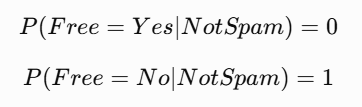 P(Free = Yes|NotSpam) = 0
P(Free = No|NotSpam) = 1